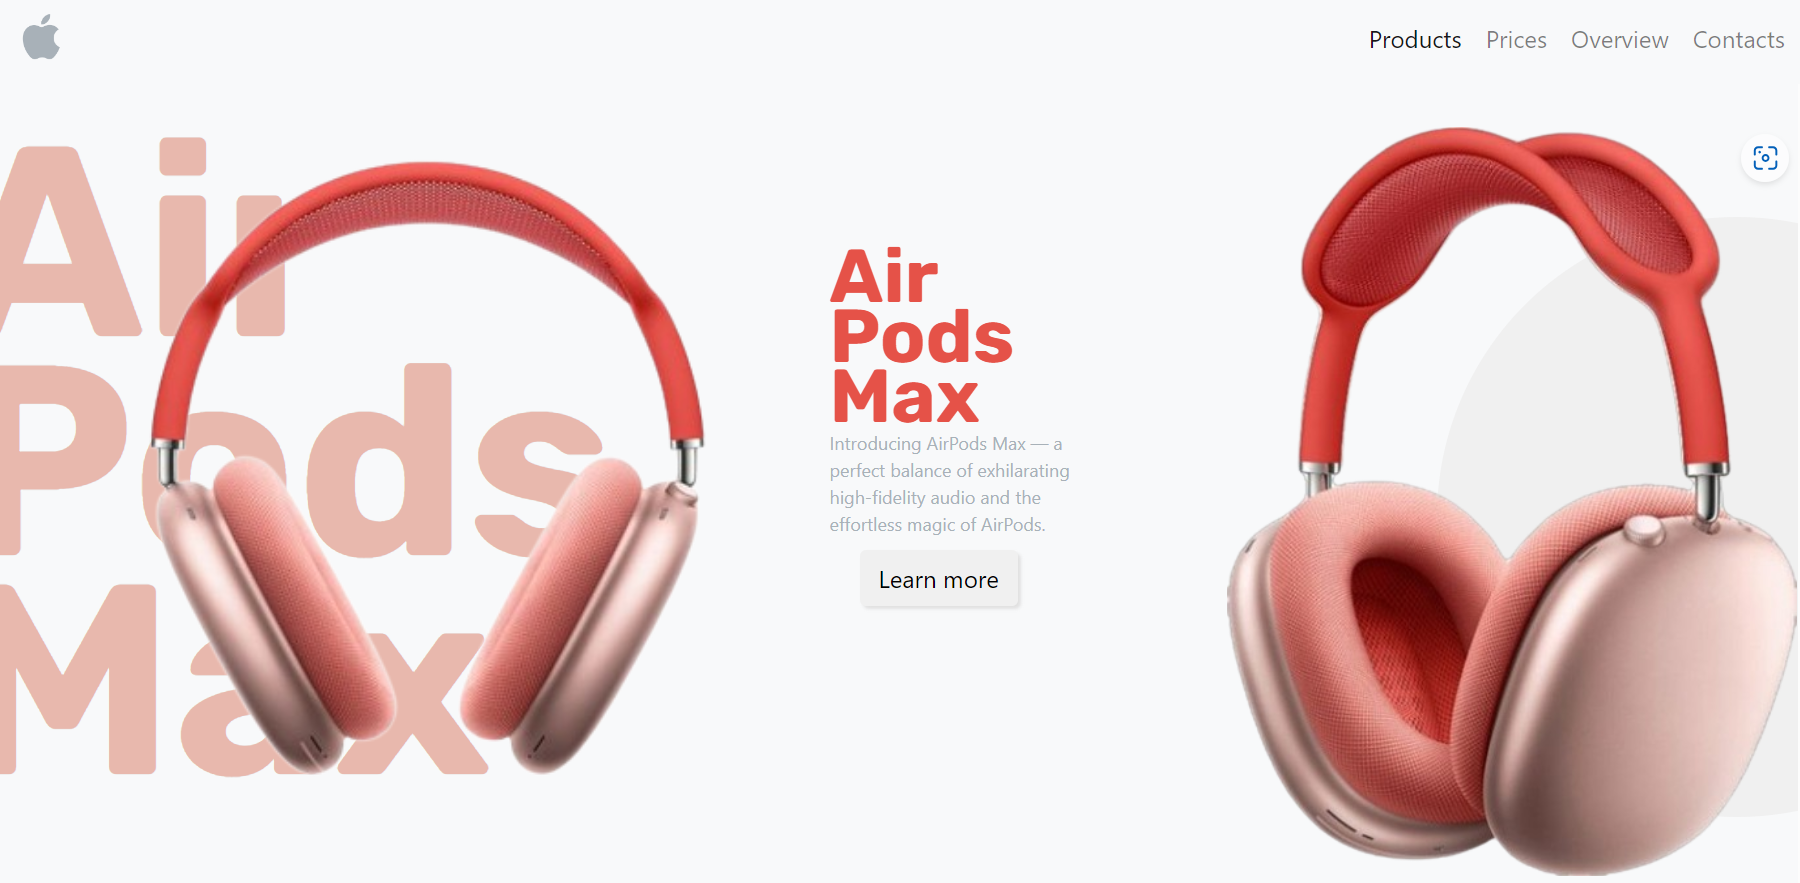 Products Prices Overview Contacts
Air
Pods
Max
Air
Pods
Max
Introducing AirPods Max — a
perfect balance of exhilarating
high-fidelity audio and the
effortless magic of AirPods.
Learn more